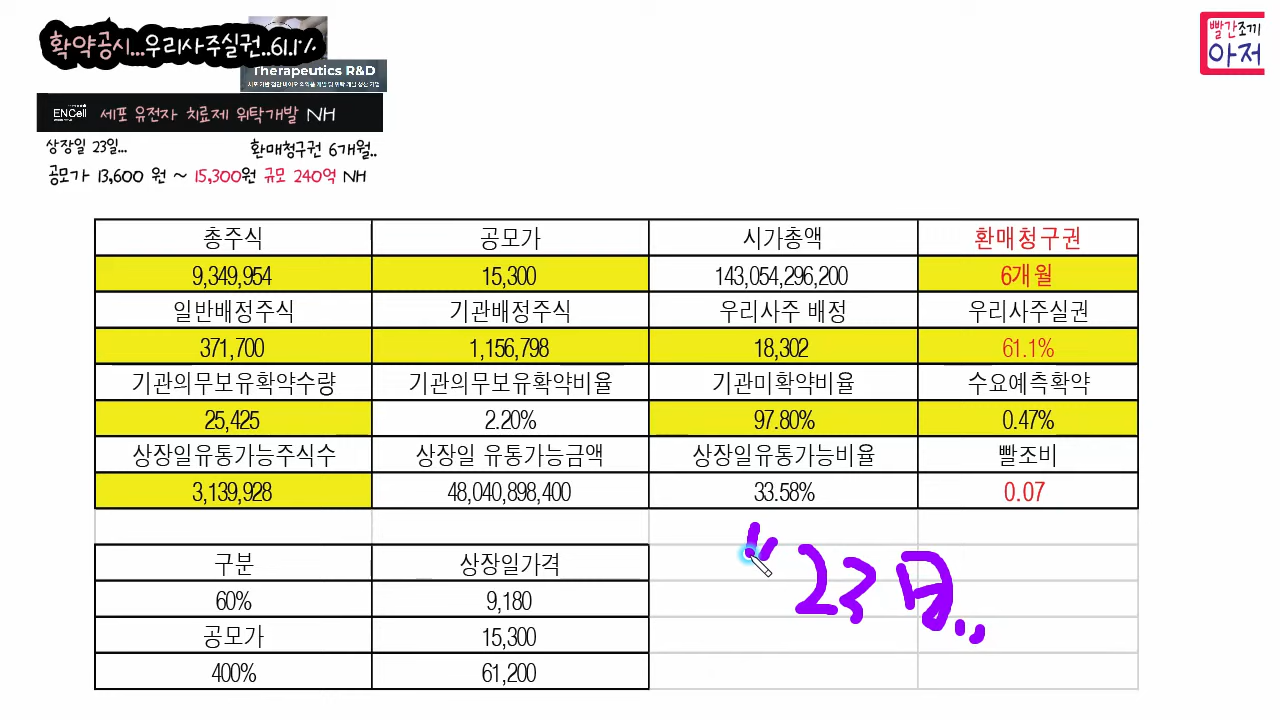 확약공시...우리사주실권..61.1%
빨간조끼
아저
Therapeutics R&D
ENCell 세포 유전자 치료제 위탁개발 NH
상장일 23일... 환매청구권 6개월..
공모가 13,600 원 ~ 15,300원 규모 240억 NH
총주식 공모가 시가총액 환매청구권
9,349,954 15,300 143,054,296,200 6개월
일반배정주식 기관배정주식 우리사주 배정 우리사주실권
371,700 1,156,798 18,302 61.1%
기관의무보유확약수량 기관의무보유확약비율 기관미확약비율 수요예측확약
25,425 2.20% 97.80% 0.47%
상장일유통가능주식수 상장일 유통가능금액 상장일유통가능비율 빨조비
3,139,928 48,040,898,400 33.58% 0.07
구분 상장일가격
60% 9,180
공모가 15,300
400% 61,200
23